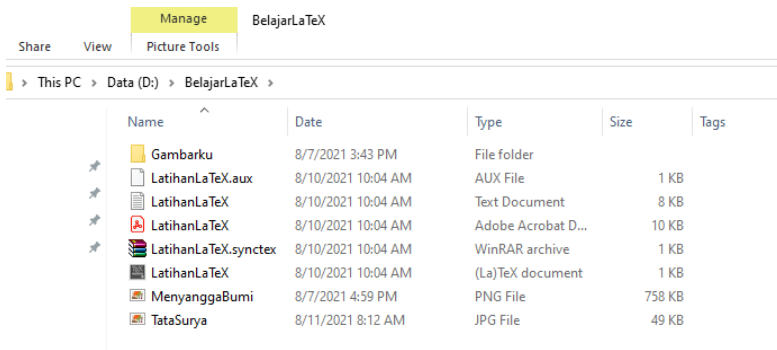 Manage BelajarLaTeX
Share View Picture Tools
This PC > Data (D:) > BelajarLaTeX >
Name Date Type Size Tags
Gambarku 8/7/2021 3:43 PM File folder
LatihanLaTeX.aux 8/10/2021 10:04 AM AUX File 1 KB
LatihanLaTeX 8/10/2021 10:04 AM Text Document 8 KB
LatihanLaTeX 8/10/2021 10:04 AM Adobe Acrobat D... 10 KB
LatihanLaTeX.synctex 8/10/2021 10:04 AM WinRAR archive 1 KB
LatihanLaTeX 8/10/2021 10:04 AM (La)TeX document 1 KB
MenyanggaBumi 8/7/2021 4:59 PM PNG File 758 KB
TataSurya 8/11/2021 8:12 AM JPG File 49 KB